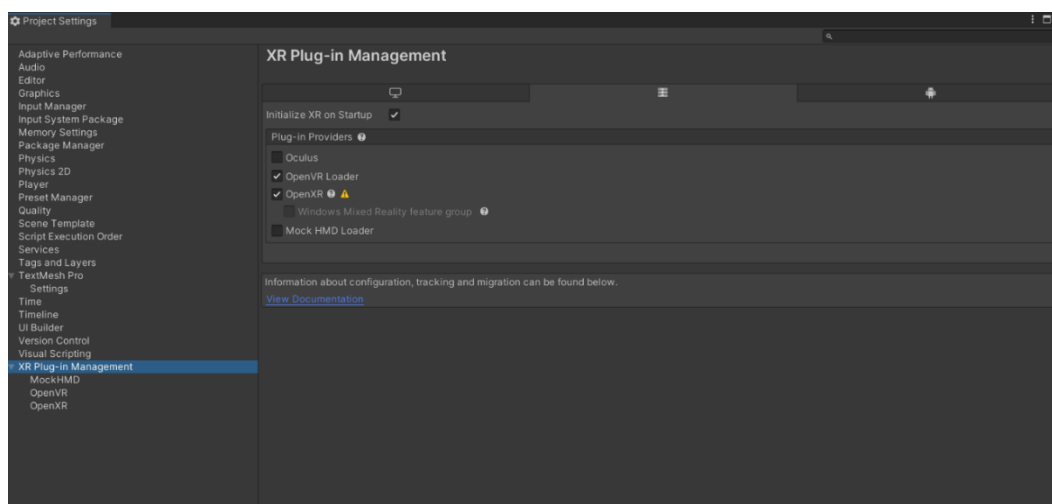 Project Settings
Adaptive Performance
Audio
Editor
Graphics
Input Manager
Input System Package
Memory Settings
Package Manager
Physics
Physics 2D
Player
Preset Manager
Quality
Scene Template
Script Execution Order
Services
Tags and Layers
TextMesh Pro
Settings
Time
Timeline
UI Builder
Version Control
Visual Scripting
XR Plug-in Management
MockHMD
OpenVR
OpenXR
XR Plug-in Management
Initialize XR on Startup
Plug-in Providers
Oculus
OpenVR Loader
OpenXR
Windows Mixed Reality feature group
Mock HMD Loader
Information about configuration, tracking and migration can be found below.
View Documentation